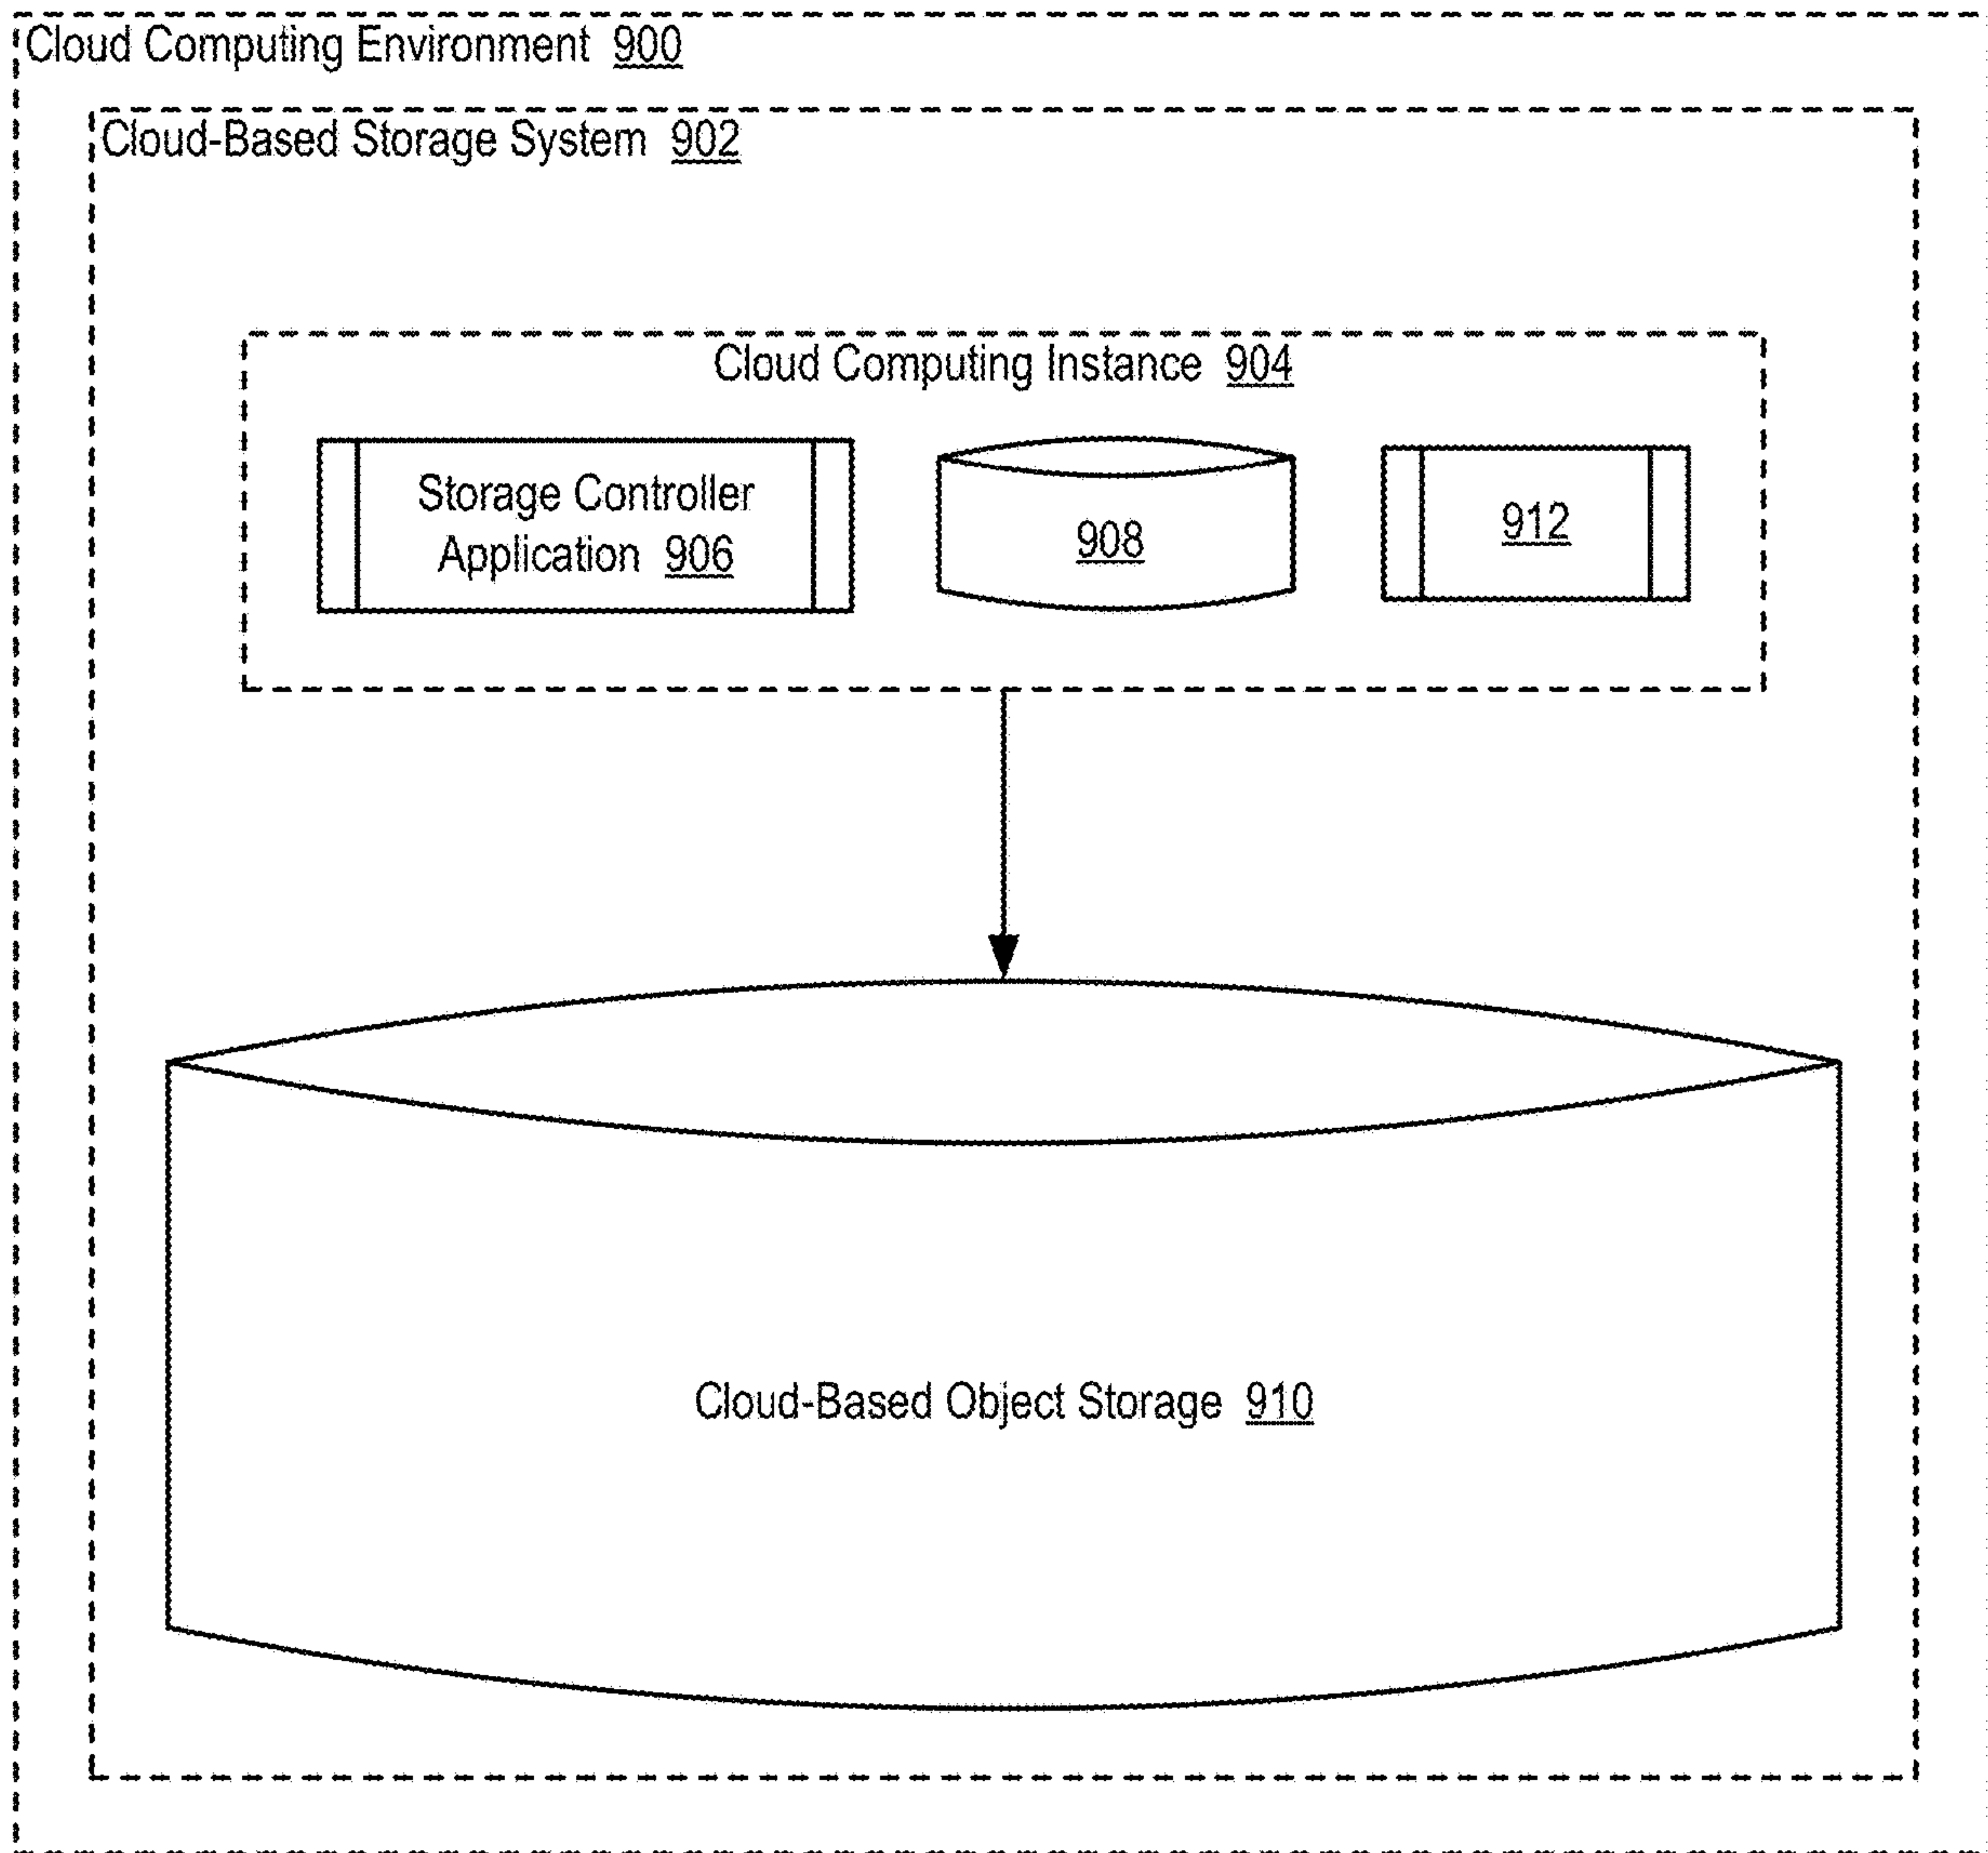 Cloud Computing Environment 900
Cloud-Based Storage System 902
Cloud Computing Instance 904
Storage Controller
Application 906
908
912
Cloud-Based Object Storage 910